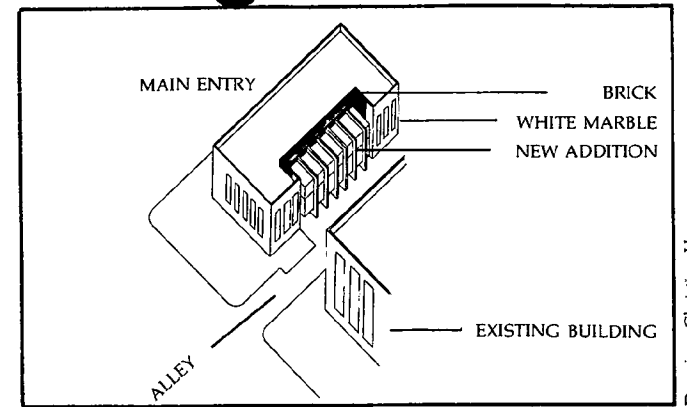 MAIN ENTRY
BRICK
WHITE MARBLE
NEW ADDITION
EXISTING BUILDING
ALLEY